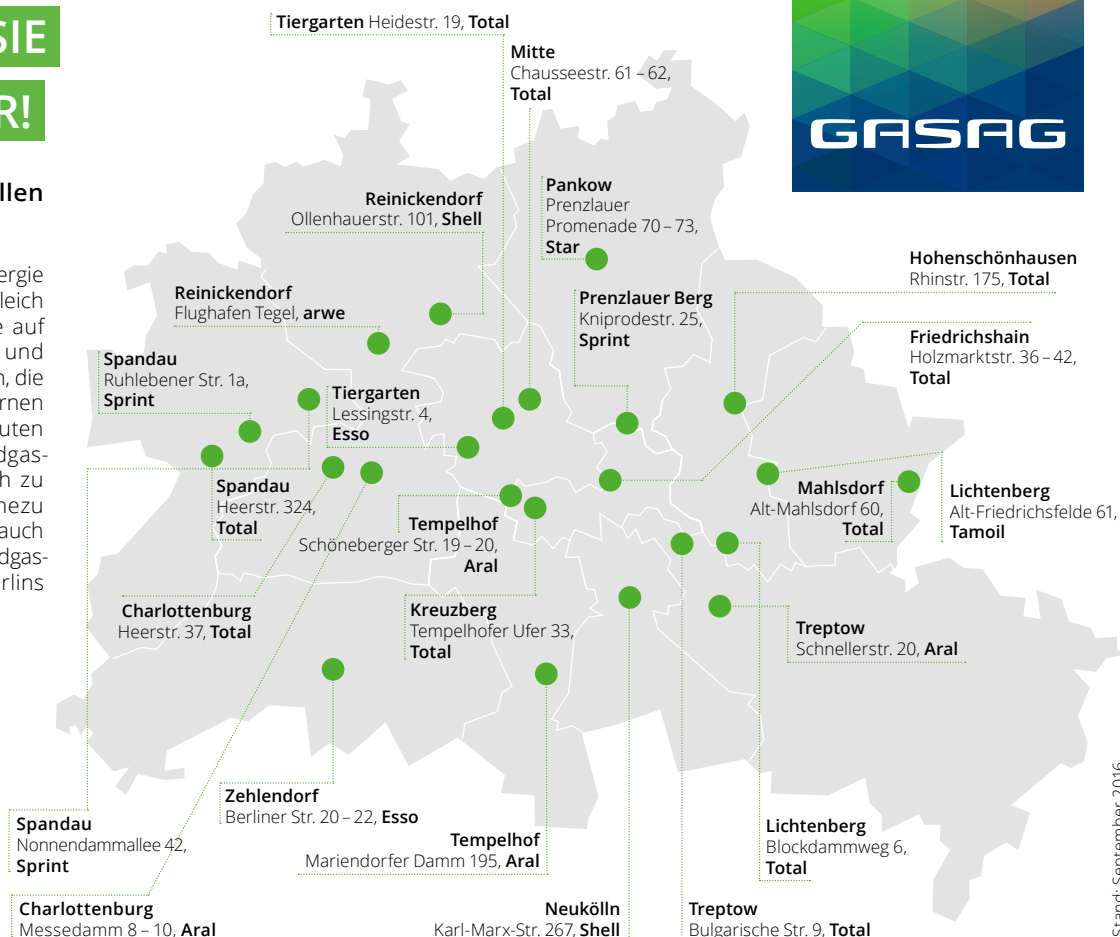 SIE
R!
llen
ergie
leich
e auf
und
n, die
rnen
uten
dgas-
h zu
nezu
auch
dgas-
rlins
Tiergarten Heidestr. 19, Total
Mitte
Chausseestr. 61 – 62,
Total
GASAG
Reinickendorf
Ollenhauerstr. 101, Shell
Pankow
Prenzlauer
Promenade 70 – 73,
Star
Hohenschönhausen
Rhinstr. 175, Total
Reinickendorf
Flughafen Tegel, arwe
Prenzlauer Berg
Kniprodestr. 25,
Sprint
Friedrichshain
Holzmarktstr. 36 – 42,
Total
Spandau
Ruhlebener Str. 1a,
Sprint
Tiergarten
Lessingstr. 4,
Esso
Spandau
Heerstr. 324,
Total
Mahlsdorf
Alt-Mahlsdorf 60,
Total
Lichtenberg
Alt-Friedrichsfelde 61,
Tamoil
Tempelhof
Schöneberger Str. 19 – 20,
Aral
Charlottenburg
Heerstr. 37, Total
Kreuzberg
Tempelhofer Ufer 33,
Total
Treptow
Schnellerstr. 20, Aral
Zehlendorf
Berliner Str. 20 – 22, Esso
Spandau
Nonnendammallee 42,
Sprint
Tempelhof
Mariendorfer Damm 195, Aral
Lichtenberg
Blockdammweg 6,
Total
Charlottenburg
Messedamm 8 – 10, Aral
Neukölln
Karl-Marx-Str. 267, Shell
Treptow
Bulgarische Str. 9, Total
Stand: September 2016